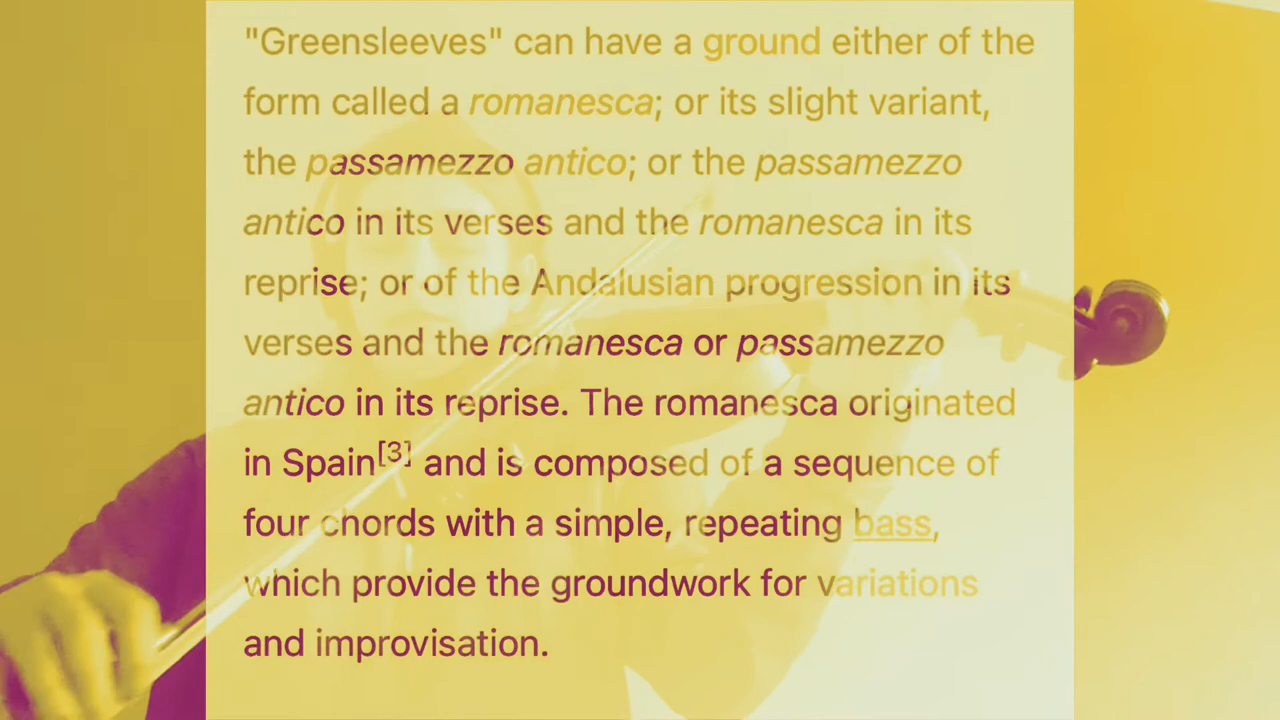 "Greensleeves" can have a ground either of the
form called a romanesca; or its slight variant,
the passamezzo antico; or the passamezzo
antico in its verses and the romanesca in its
reprise; or of the Andalusian progression in its
verses and the romanesca or passamezzo
antico in its reprise. The romanesca originated
in Spain[3] and is composed of a sequence of
four chords with a simple, repeating bass,
which provide the groundwork for variations
and improvisation.